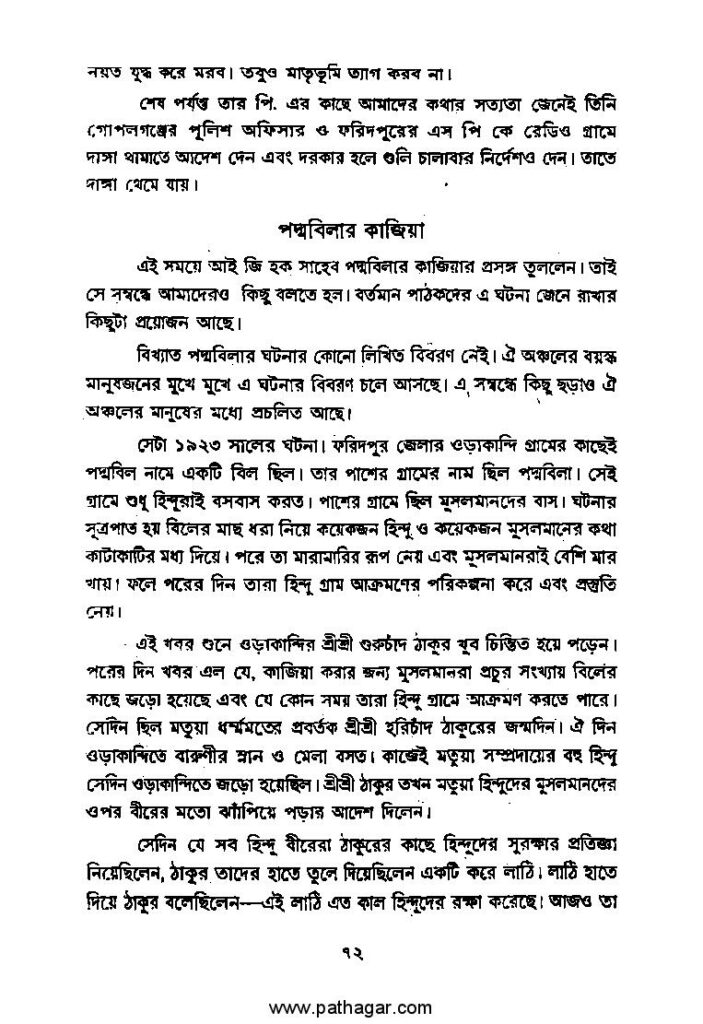 নয়ত যুদ্ধ করে মরব। তবুও মাতৃভূমি ত্যাগ করব না।
শেষ পর্যন্ত তার পি. এর কাছে আমাদের কথার সত্যতা জেনেই তিনি
গোপলগঞ্জের পুলিশ অফিসার ও ফরিদপুরের এস পি কে রেডিও গ্রামে
দাঙ্গা থামাতে আদেশ দেন এবং দরকার হলে গুলি চালাবার নির্দেশও দেন। তাতে
দাঙ্গা থেমে যায়।
পদ্মবিলার কাজিয়া
এই সময়ে আই জি হক সাহেব পদ্মবিলার কাজিয়ার প্রসঙ্গ তুললেন। তাই
সে সম্বন্ধে আমাদেরও কিছু বলতে হল। বর্তমান পাঠকদের এ ঘটনা জেনে রাখার
কিছুটা প্রয়োজন আছে।
বিখ্যাত পদ্মবিলার ঘটনার কোনো লিখিত বিবরণ নেই। ঐ অঞ্চলের বয়স্ক
মানুষজনের মুখে মুখে এ ঘটনার বিবরণ চলে আসছে। এ সম্বন্ধে কিছু ছড়াও ঐ
অঞ্চলের মানুষের মধ্যে প্রচলিত আছে।
সেটা ১৯২৩ সালের ঘটনা। ফরিদপুর জেলার ওড়াকান্দি গ্রামের কাছেই
পদ্মবিল নামে একটি বিল ছিল। তার পাশের গ্রামের নাম ছিল পদ্মবিলা। সেই
গ্রামে শুধু হিন্দুরাই বসবাস করত। পাশের গ্রামে ছিল মুসলমানদের বাস। ঘটনার
সূত্রপাত হয় বিলের মাছ ধরা নিয়ে কয়েকজন হিন্দু ও কয়েকজন মুসলমানের কথা
কাটাকাটির মধ্য দিয়ে। পরে তা মারামারির রূপ নেয় এবং মুসলমানরাই বেশি মার
খায়। ফলে পরের দিন তারা হিন্দু গ্রাম আক্রমণের পরিকল্পনা করে এবং প্রস্তুতি
নেয়।
এই খবর শুনে ওড়াকান্দির শ্রীশ্রী গুরুচাঁদ ঠাকুর খুব চিন্তিত হয়ে পড়েন।
পরের দিন খবর এল যে, কাজিয়া করার জন্য মুসলমানরা প্রচুর সংখ্যায় বিলের
কাছে জড়ো হয়েছে এবং যে কোন সময় তারা হিন্দু গ্রামে আক্রমণ করতে পারে।
সেদিন ছিল মতুয়া ধর্ম্মমতের প্রবর্তক শ্রীশ্রী হরিচাঁদ ঠাকুরের জন্মদিন। ঐ দিন
ওড়াকান্দিতে বারুণীর স্নান ও মেলা বসত। কাজেই মতুয়া সম্প্রদায়ের বহু হিন্দু
সেদিন ওড়াকান্দিতে জড়ো হয়েছিল। শ্রীশ্রী ঠাকুর তখন মতুয়া হিন্দুদের মুসলমানদের
ওপর বীরের মতো ঝাঁপিয়ে পড়ার আদেশ দিলেন।
সেদিন যে সব হিন্দু বীরেরা ঠাকুরের কাছে হিন্দুদের সুরক্ষার প্রতিজ্ঞা
নিয়েছিলেন, ঠাকুর তাদের হাতে তুলে দিয়েছিলেন একটি করে লাঠি। লাঠি হাতে
দিয়ে ঠাকুর বলেছিলেন—এই লাঠি এত কাল হিন্দুদের রক্ষা করেছে। আজও তা
৭২
www.pathagar.com